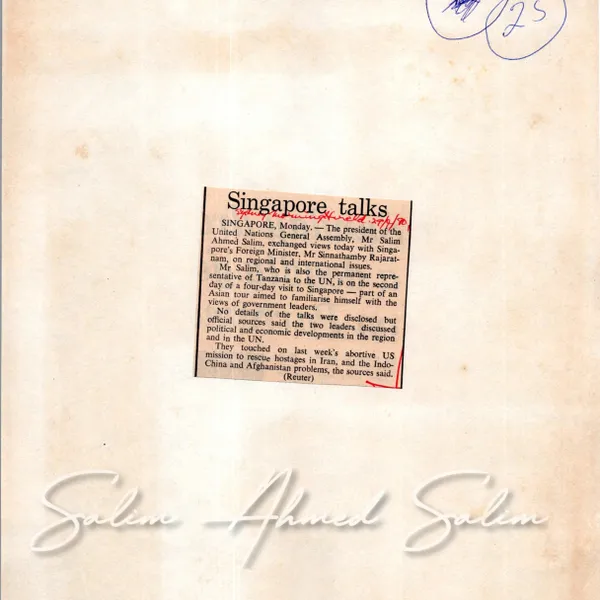 25
Singapore talks
Sydney Morning Herald 29/4/80
SINGAPORE, Monday. — The president of the
United Nations General Assembly, Mr Salim
Ahmed Salim, exchanged views today with Singa-
pore's Foreign Minister, Mr Sinnathamby Rajarat-
nam, on regional and international issues.
Mr Salim, who is also the permanent repre-
sentative of Tanzania to the UN, is on the second
day of a four-day visit to Singapore — part of an
Asian tour aimed to familiarise himself with the
views of government leaders.
No details of the talks were disclosed but
official sources said the two leaders discussed
political and economic developments in the region
and in the UN.
They touched on last week's abortive US
mission to rescue hostages in Iran, and the Indo-
China and Afghanistan problems, the sources said.
(Reuter)
Salim Ahmed Salim